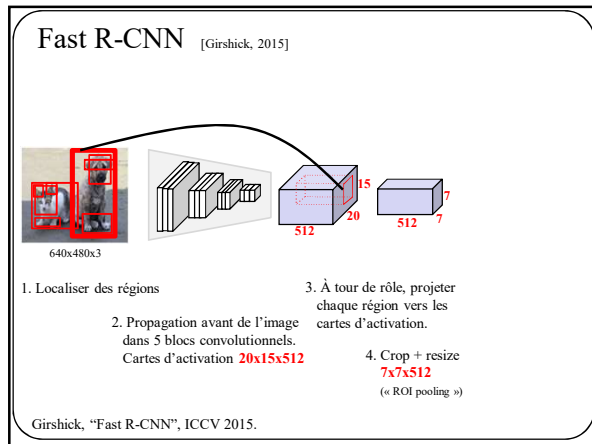 Fast R-CNN [Girshick, 2015]
640x480x3
15
20
512
7
7
512
1. Localiser des régions
2. Propagation avant de l’image
dans 5 blocs convolutionnels.
Cartes d’activation 20x15x512
3. À tour de rôle, projeter
chaque région vers les
cartes d’activation.
4. Crop + resize
7x7x512
(« ROI pooling »)
Girshick, “Fast R-CNN”, ICCV 2015.